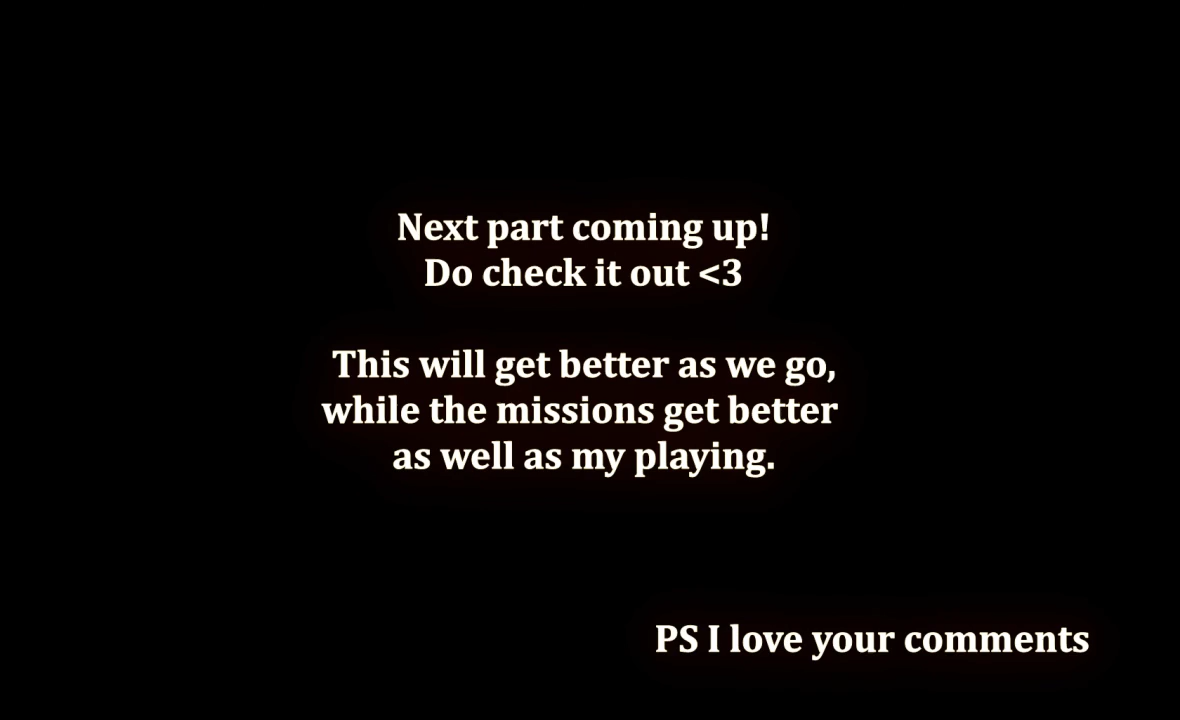 Next part coming up!
Do check it out <3
This will get better as we go,
while the missions get better
as well as my playing.
PS I love your comments